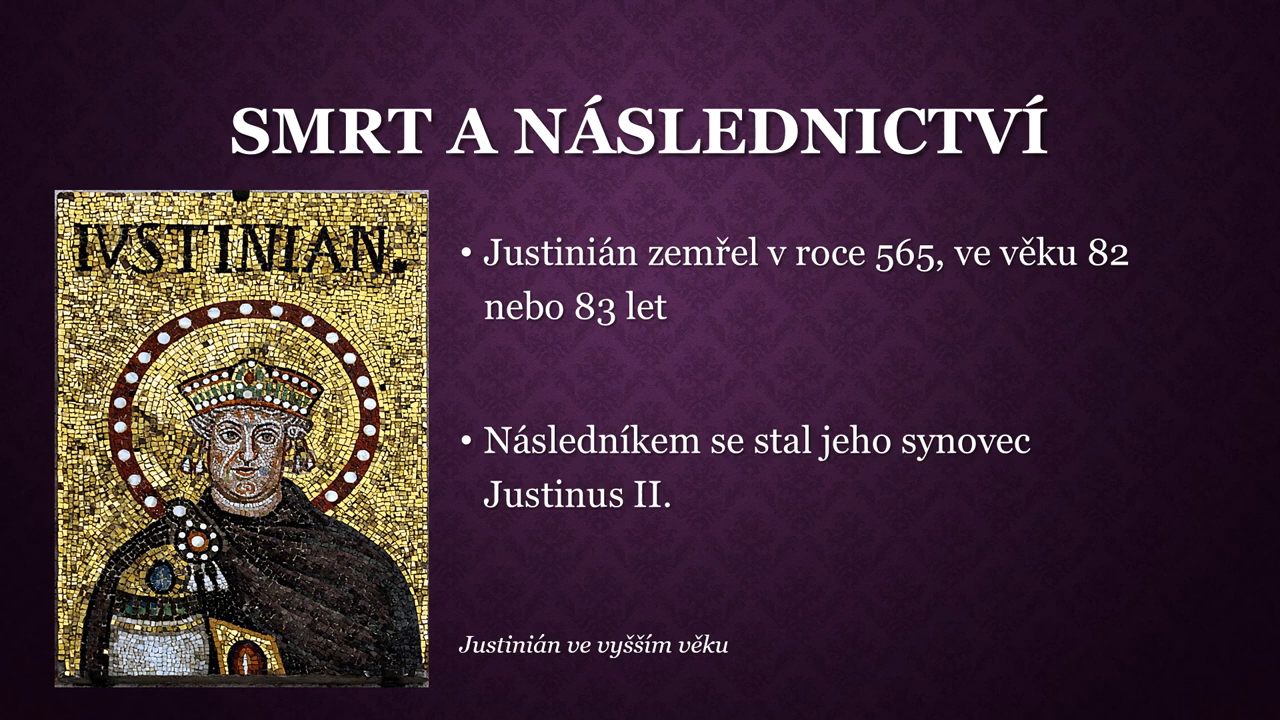 SMRT A NÁSLEDNICTVÍ
IVSTINIAN.
• Justinián zemřel v roce 565, ve věku 82
nebo 83 let
• Následníkem se stal jeho synovec
Justinus II.
Justinián ve vyšším věku